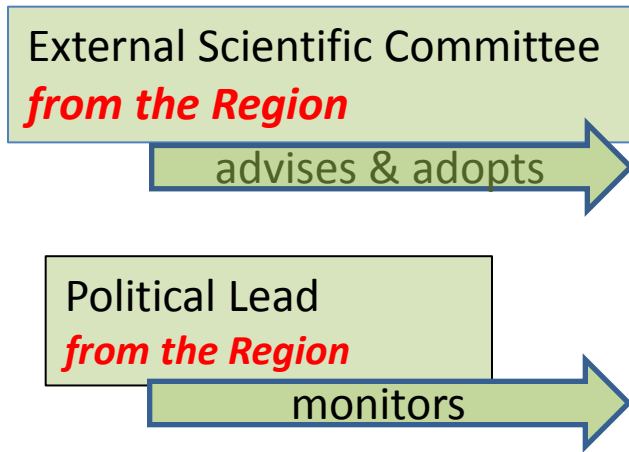 External Scientific Committee
from the Region
advises & adopts
Political Lead
from the Region
monitors